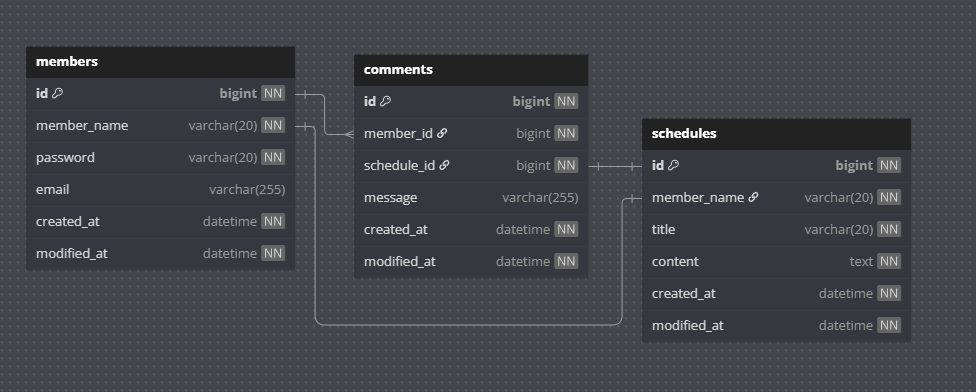 members
id bigint NN
member_name varchar(20) NN
password varchar(20) NN
email varchar(255)
created_at datetime NN
modified_at datetime NN
comments
id bigint NN
member_id bigint NN
schedule_id bigint NN
message varchar(255)
created_at datetime NN
modified_at datetime NN
schedules
id bigint NN
member_name varchar(20) NN
title varchar(20) NN
content text NN
created_at datetime NN
modified_at datetime NN